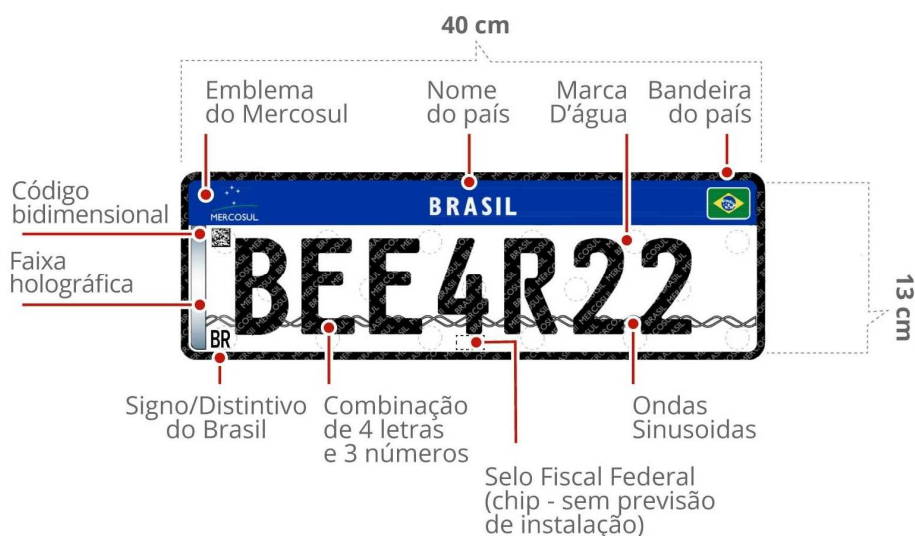 40 cm
Emblema
do Mercosul
Nome
do país
Marca
D'água
Bandeira
do país
Código
bidimensional
Faixa
holográfica
MERCOSUL
BRASIL
BEE4R22
BR
13 cm
Signo/Distintivo
do Brasil
Combinação
de 4 letras
e 3 números
Ondas
Sinusoidas
Selo Fiscal Federal
(chip - sem previsão
de instalação)